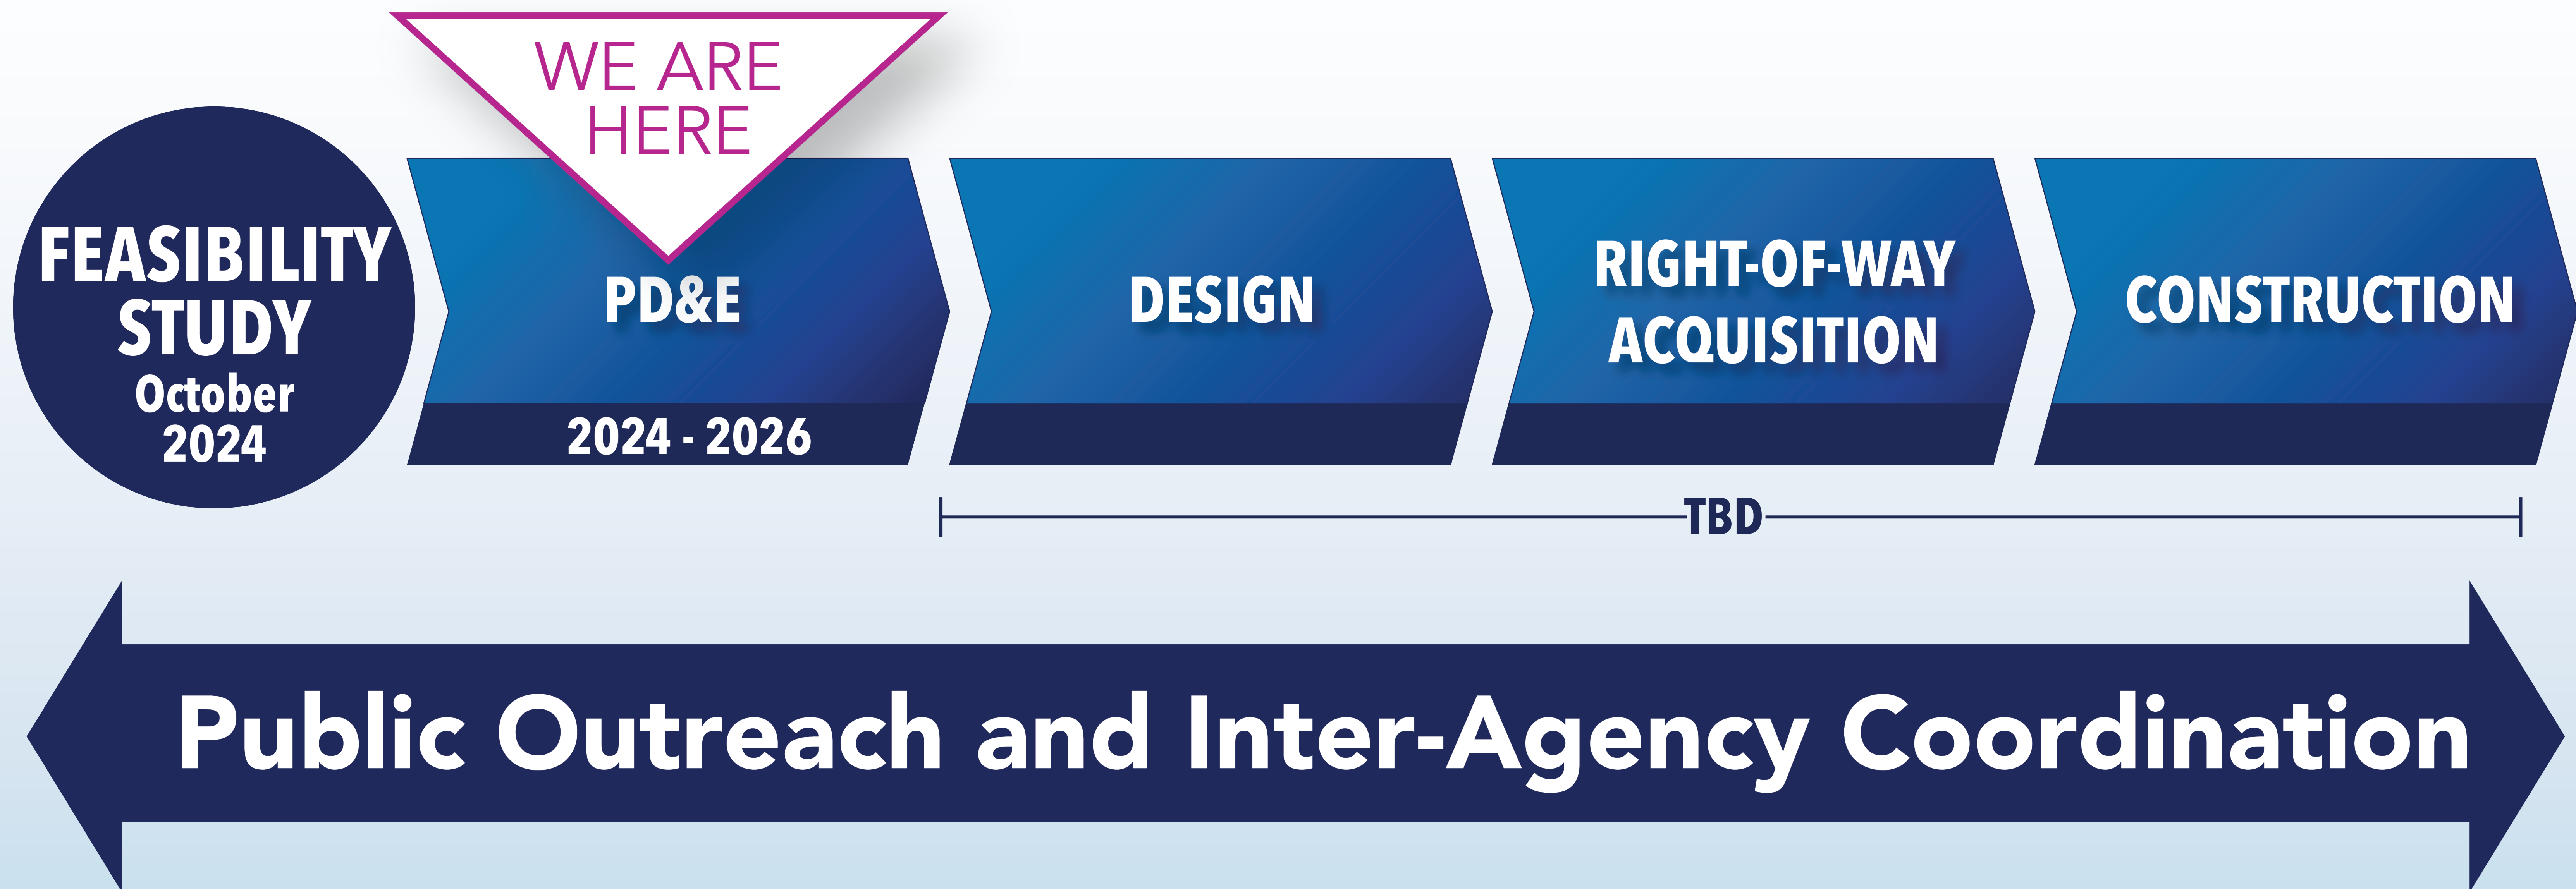 WE ARE
HERE
FEASIBILITY
STUDY
October
2024
PD&E
2024 - 2026
DESIGN
RIGHT-OF-WAY
ACQUISITION
CONSTRUCTION
TBD
Public Outreach and Inter-Agency Coordination